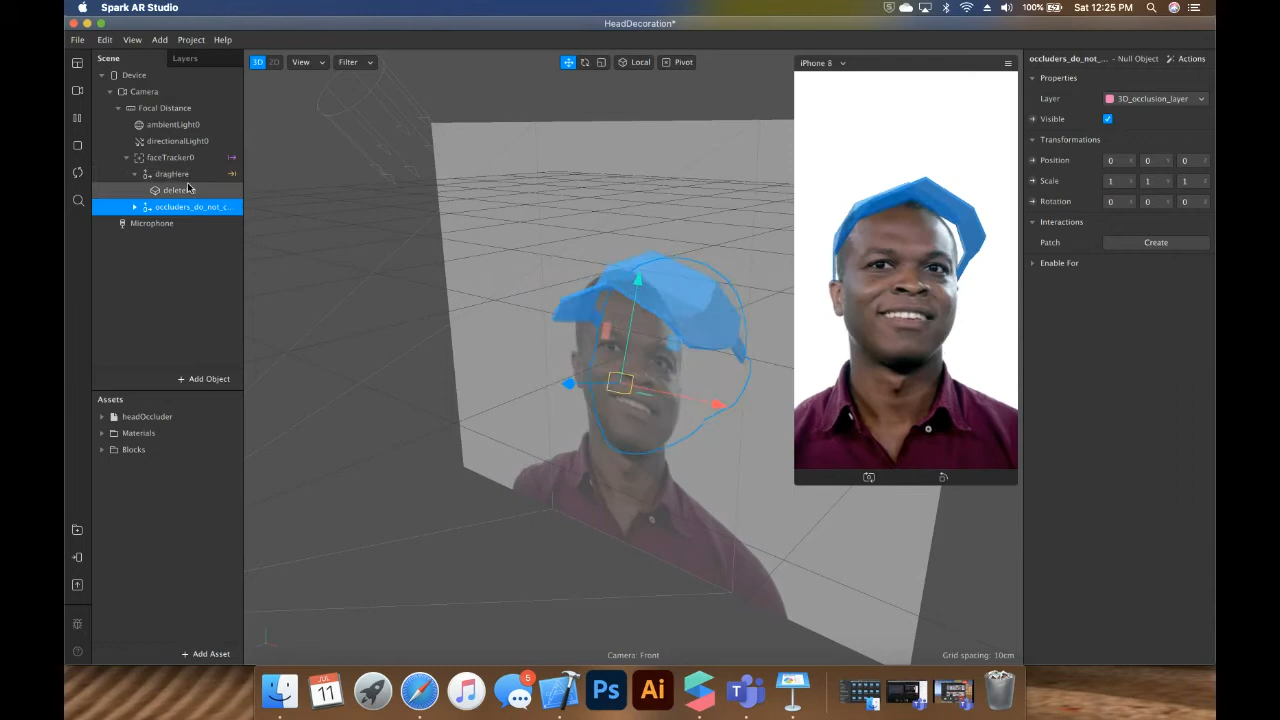 Spark AR Studio
100%
Sat 12:25 PM
HeadDecoration*
File Edit View Add Project Help
Scene Layers
3D 2D View Filter Local Pivot
iPhone 8
occluders_do_not_... - Null Object Actions
Device
Camera
Focal Distance
ambientLight0
directionalLight0
faceTracker0
dragHere
occluders_do_not_c...
Microphone
Add Object
Properties
Layer 3D_occlusion_layer
Visible
Transformations
Position 0 0 0
Scale 1 1 1
Rotation 0 0 0
Interactions
Patch Create
Enable For
Assets
headOccluder
Materials
Blocks
Add Asset
Camera: Front
Grid spacing: 10cm
JUL
11
5
Ps
Ai